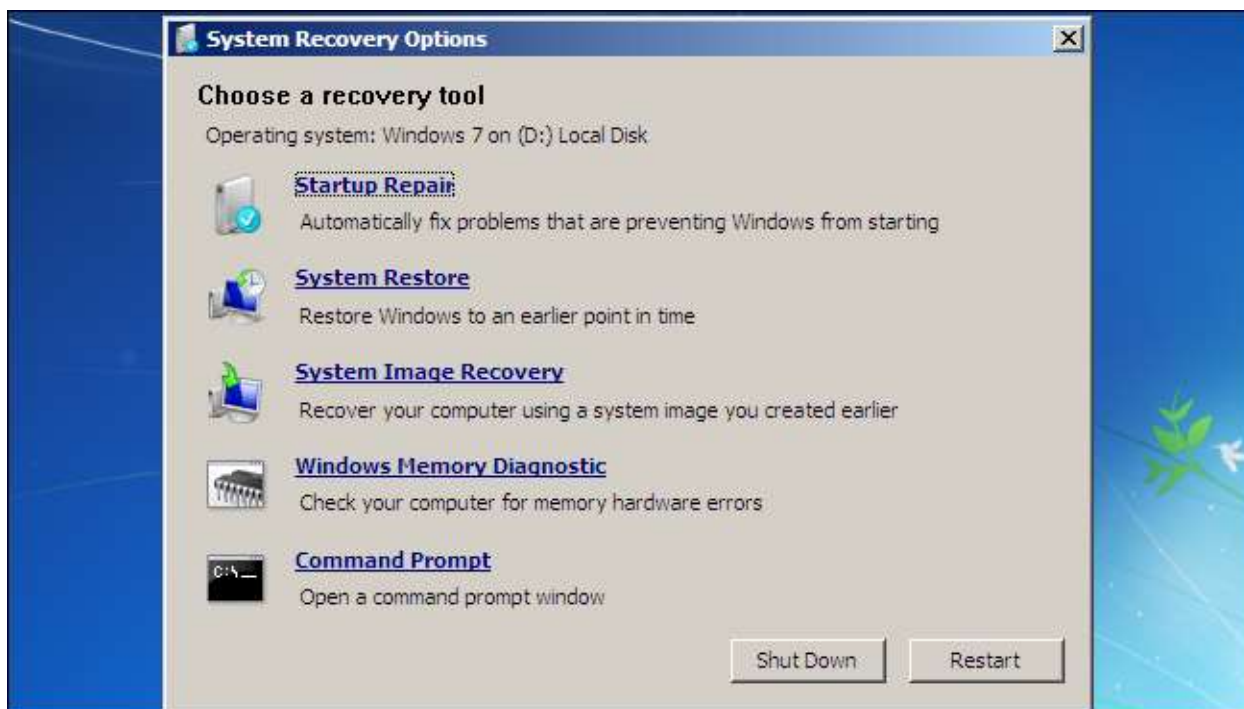 System Recovery Options
Choose a recovery tool
Operating system: Windows 7 on (D:) Local Disk
Startup Repair
Automatically fix problems that are preventing Windows from starting
System Restore
Restore Windows to an earlier point in time
System Image Recovery
Recover your computer using a system image you created earlier
Windows Memory Diagnostic
Check your computer for memory hardware errors
C:\_
Command Prompt
Open a command prompt window
Shut Down
Restart